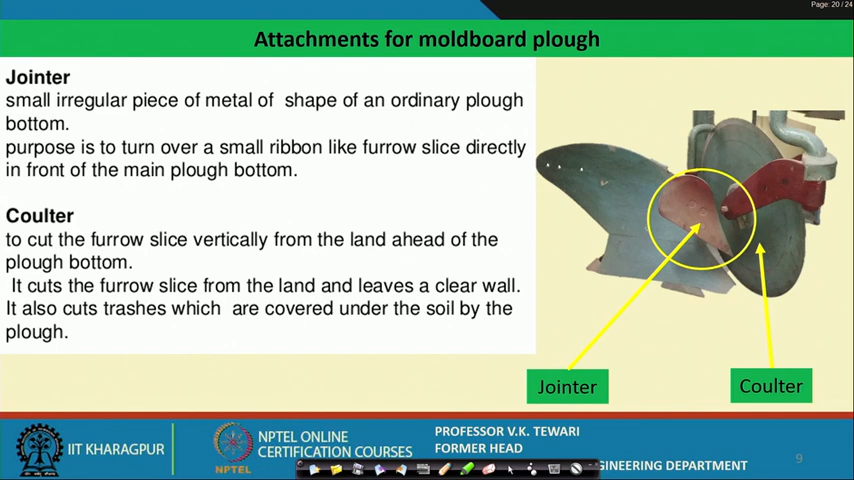 Page: 20 / 24
Attachments for moldboard plough
Jointer
small irregular piece of metal of shape of an ordinary plough
bottom.
purpose is to turn over a small ribbon like furrow slice directly
in front of the main plough bottom.
Coulter
to cut the furrow slice vertically from the land ahead of the
plough bottom.
It cuts the furrow slice from the land and leaves a clear wall.
It also cuts trashes which are covered under the soil by the
plough.
Jointer
Coulter
IIT KHARAGPUR
NPTEL
NPTEL ONLINE
CERTIFICATION COURSES
PROFESSOR V.K. TEWARI
FORMER HEAD
GINEERING DEPARTMENT
9